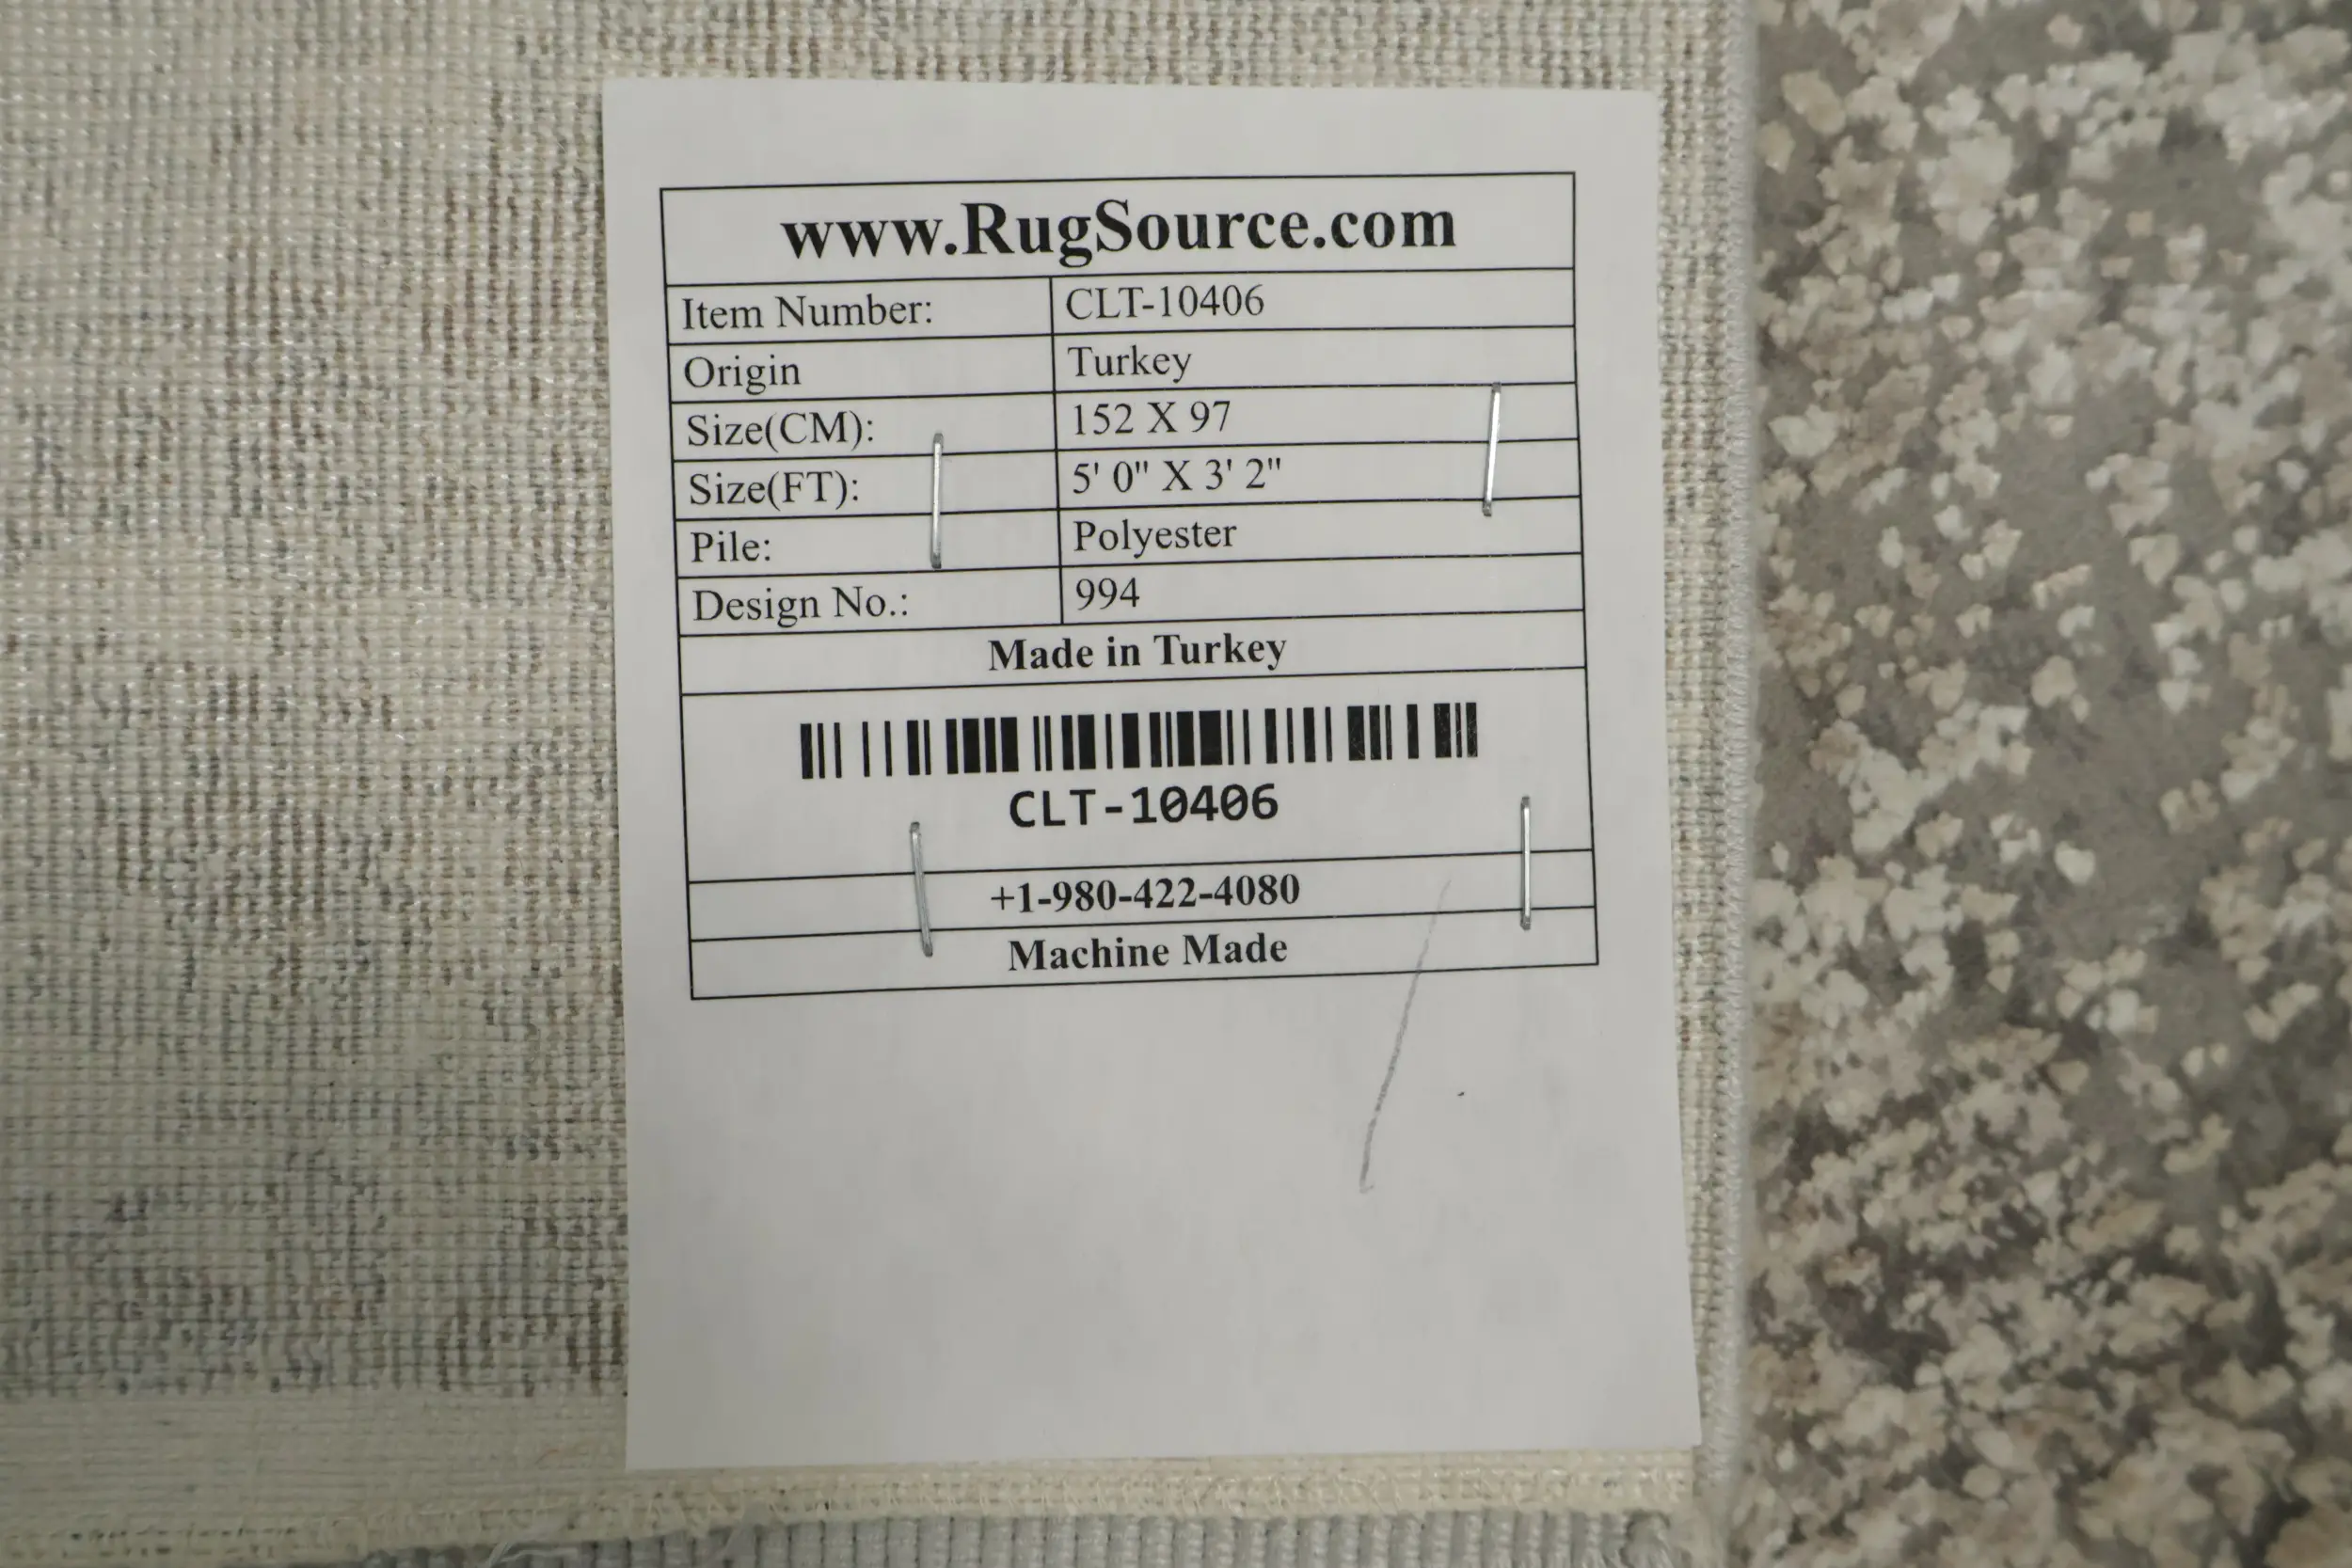 www.RugSource.com
Item Number: CLT-10406
Origin Turkey
Size(CM): 152 X 97
Size(FT): 5' 0" X 3' 2"
Pile: Polyester
Design No.: 994
Made in Turkey
CLT-10406
+1-980-422-4080
Machine Made